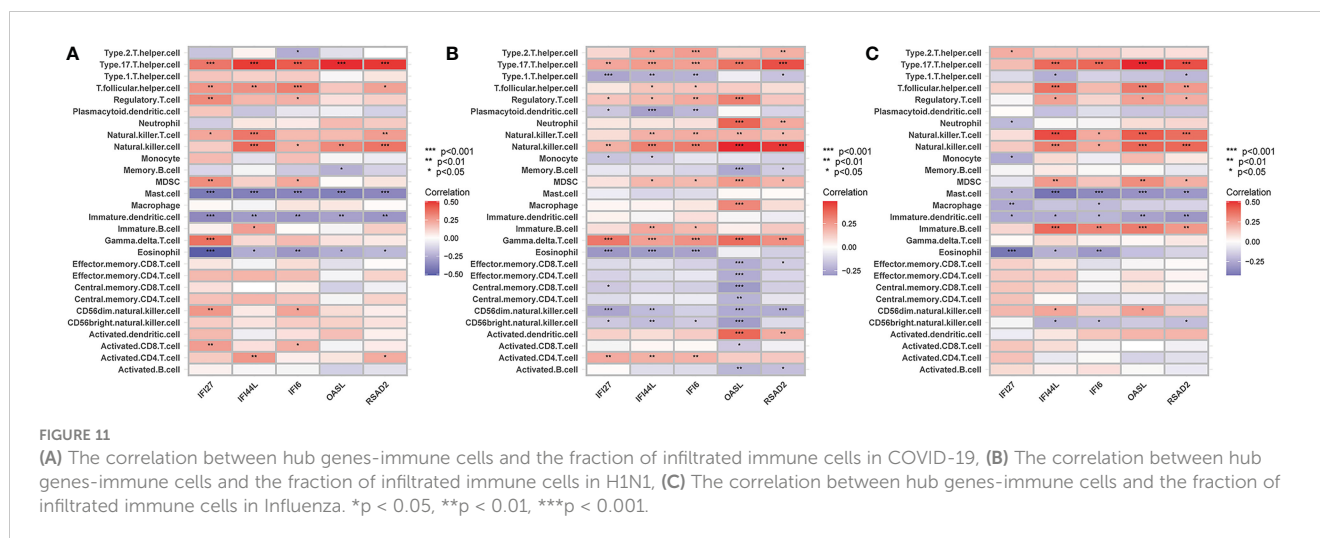 A
B
C
Type.2.T.helper.cell
Type.17.T.helper.cell
Type.1.T.helper.cell
T.follicular.helper.cell
Regulatory.T.cell
Plasmacytoid.dendritic.cell
Neutrophil
Natural.killer.T.cell
Natural.killer.cell
Monocyte
Memory.B.cell
MDSC
Mast.cell
Macrophage
Immature.dendritic.cell
Immature.B.cell
Gamma.delta.T.cell
Eosinophil
Effector.memory.CD8.T.cell
Effector.memory.CD4.T.cell
Central.memory.CD8.T.cell
Central.memory.CD4.T.cell
CD56dim.natural.killer.cell
CD56bright.natural.killer.cell
Activated.dendritic.cell
Activated.CD8.T.cell
Activated.CD4.T.cell
Activated.B.cell
IFI27 IFI44L IFI6 OASL RSAD2
*** p<0.001
** p<0.01
* p<0.05
Correlation
0.50
0.25
0.00
−0.25
−0.50
Type.2.T.helper.cell
Type.17.T.helper.cell
Type.1.T.helper.cell
T.follicular.helper.cell
Regulatory.T.cell
Plasmacytoid.dendritic.cell
Neutrophil
Natural.killer.T.cell
Natural.killer.cell
Monocyte
Memory.B.cell
MDSC
Mast.cell
Macrophage
Immature.dendritic.cell
Immature.B.cell
Gamma.delta.T.cell
Eosinophil
Effector.memory.CD8.T.cell
Effector.memory.CD4.T.cell
Central.memory.CD8.T.cell
Central.memory.CD4.T.cell
CD56dim.natural.killer.cell
CD56bright.natural.killer.cell
Activated.dendritic.cell
Activated.CD8.T.cell
Activated.CD4.T.cell
Activated.B.cell
IFI27 IFI44L IFI6 OASL RSAD2
*** p<0.001
** p<0.01
* p<0.05
Correlation
0.25
0.00
−0.25
Type.2.T.helper.cell
Type.17.T.helper.cell
Type.1.T.helper.cell
T.follicular.helper.cell
Regulatory.T.cell
Plasmacytoid.dendritic.cell
Neutrophil
Natural.killer.T.cell
Natural.killer.cell
Monocyte
Memory.B.cell
MDSC
Mast.cell
Macrophage
Immature.dendritic.cell
Immature.B.cell
Gamma.delta.T.cell
Eosinophil
Effector.memory.CD8.T.cell
Effector.memory.CD4.T.cell
Central.memory.CD8.T.cell
Central.memory.CD4.T.cell
CD56dim.natural.killer.cell
CD56bright.natural.killer.cell
Activated.dendritic.cell
Activated.CD8.T.cell
Activated.CD4.T.cell
Activated.B.cell
IFI27 IFI44L IFI6 OASL RSAD2
*** p<0.001
** p<0.01
* p<0.05
Correlation
0.50
0.25
0.00
−0.25
FIGURE 11
(A) The correlation between hub genes-immune cells and the fraction of infiltrated immune cells in COVID-19, (B) The correlation between hub
genes-immune cells and the fraction of infiltrated immune cells in H1N1, (C) The correlation between hub genes-immune cells and the fraction of
infiltrated immune cells in Influenza. *p < 0.05, **p < 0.01, ***p < 0.001.